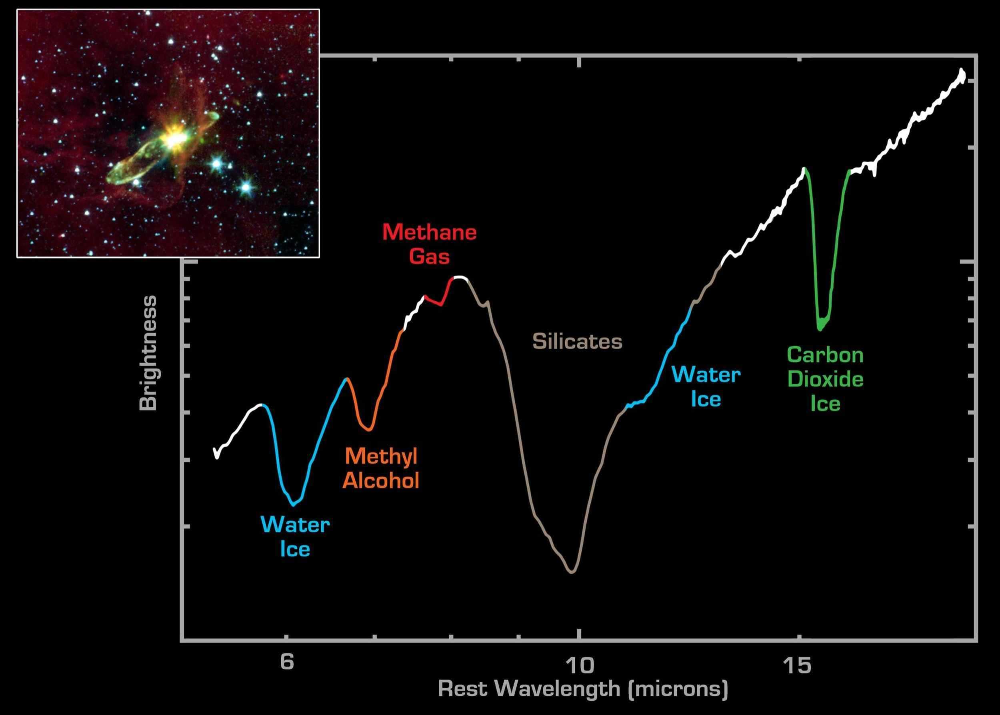 Methane
Gas
Silicates
Brightness
Carbon
Dioxide
Ice
Water
Ice
Methyl
Alcohol
Water
Ice
6
10
15
Rest Wavelength (microns)